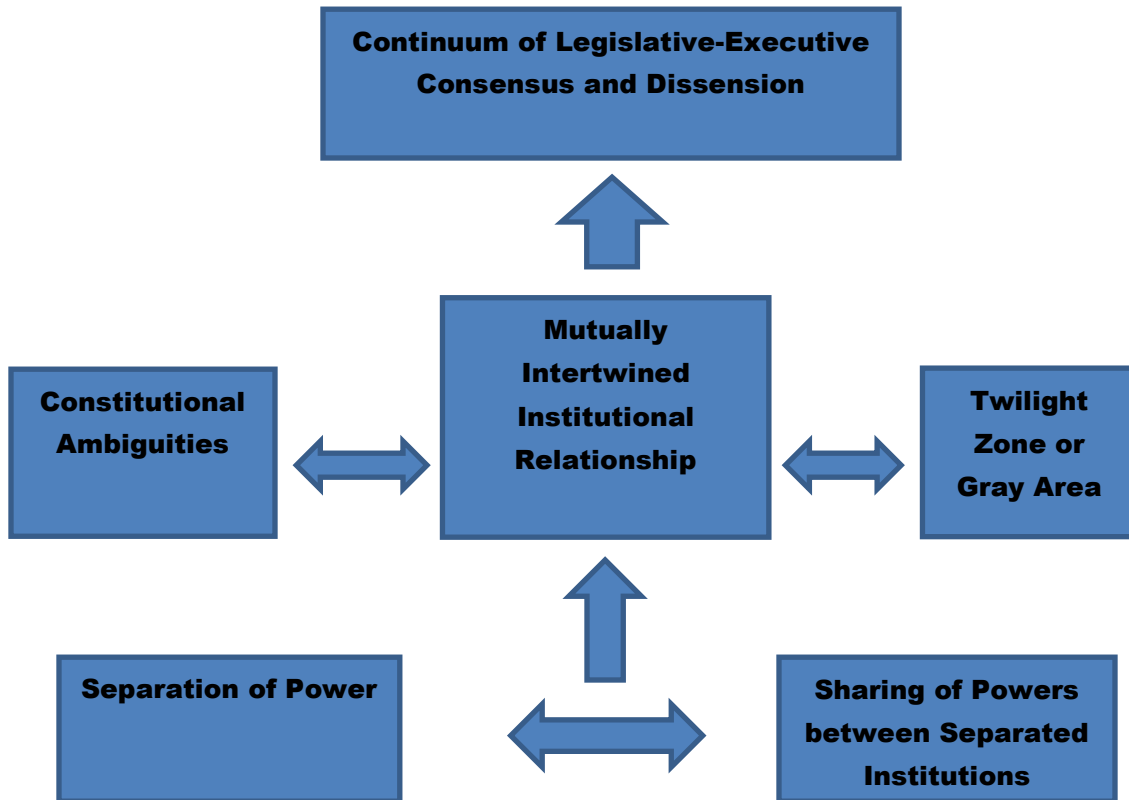 Continuum of Legislative-Executive
Consensus and Dissension
Mutually
Intertwined
Institutional
Relationship
Constitutional
Ambiguities
Twilight
Zone or
Gray Area
Separation of Power
Sharing of Powers
between Separated
Institutions